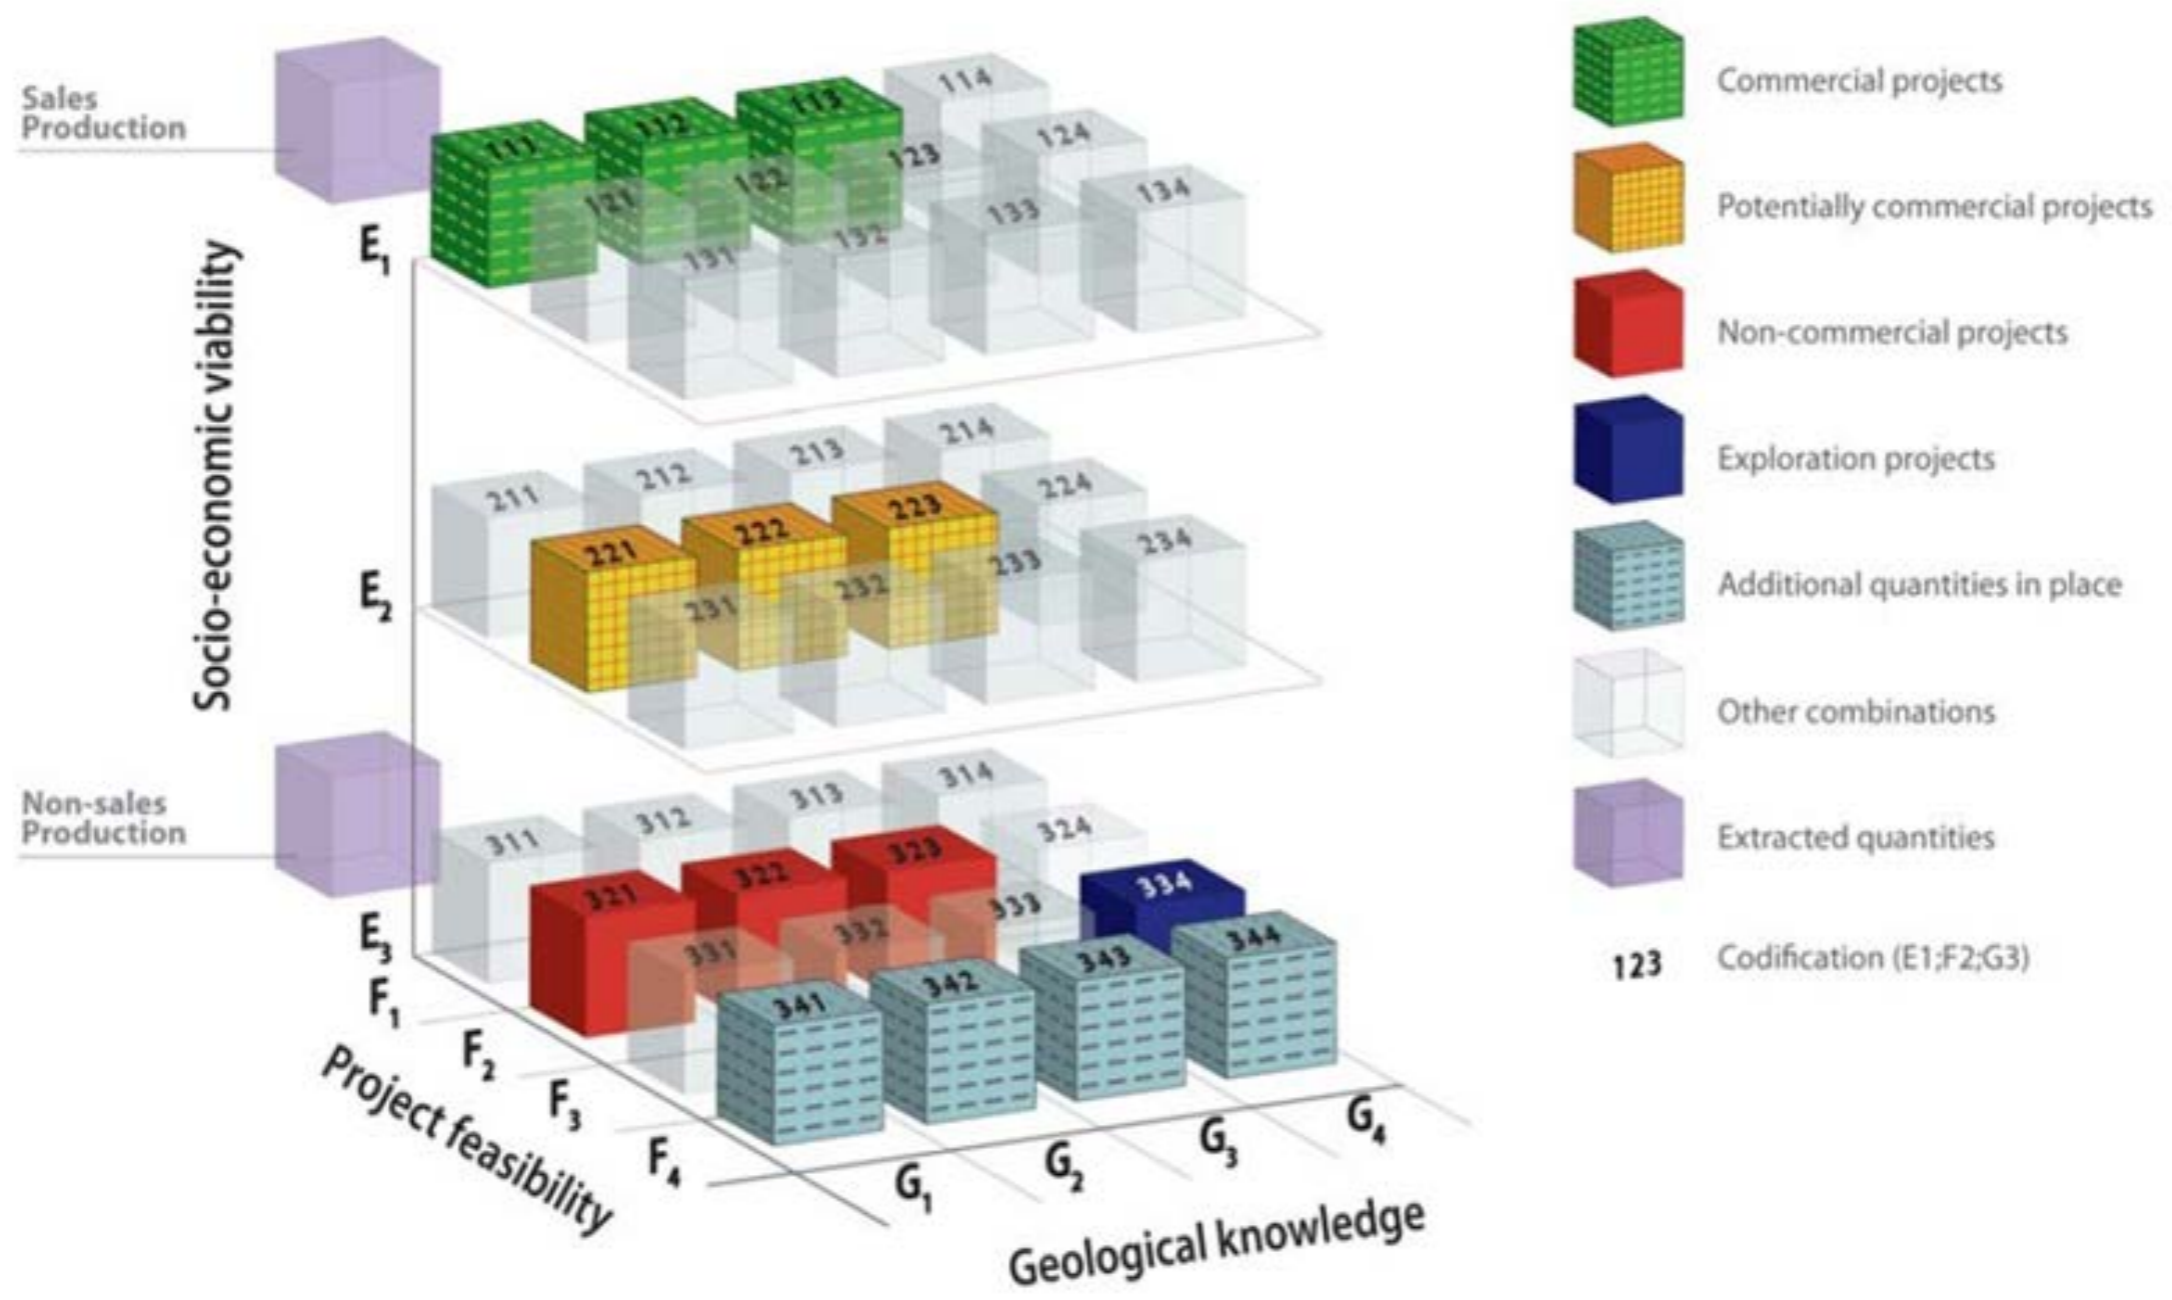 Sales
Production
Socio-economic viability
E1
111
112
113
114
121
122
123
124
131
132
133
134
E2
211
212
213
214
221
222
223
224
231
232
233
234
Non-sales
Production
E3
311
312
313
314
321
322
323
324
331
332
333
334
341
342
343
344
F1
F2
F3
F4
Project feasibility
G1
G2
G3
G4
Geological knowledge
Commercial projects
Potentially commercial projects
Non-commercial projects
Exploration projects
Additional quantities in place
Other combinations
Extracted quantities
123 Codification (E1;F2;G3)